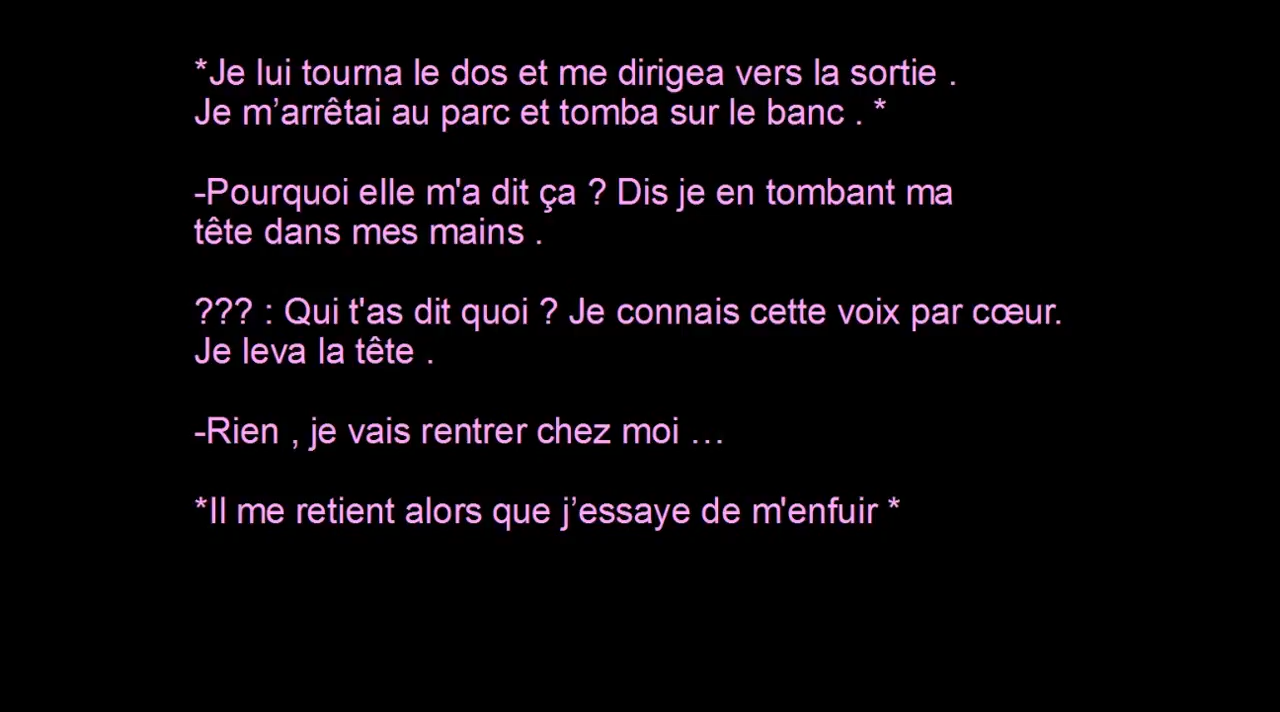 *Je lui tourna le dos et me dirigea vers la sortie .
Je m’arrêtai au parc et tomba sur le banc . *
-Pourquoi elle m'a dit ça ? Dis je en tombant ma
tête dans mes mains .
??? : Qui t'as dit quoi ? Je connais cette voix par cœur.
Je leva la tête .
-Rien , je vais rentrer chez moi …
*Il me retient alors que j’essaye de m'enfuir *